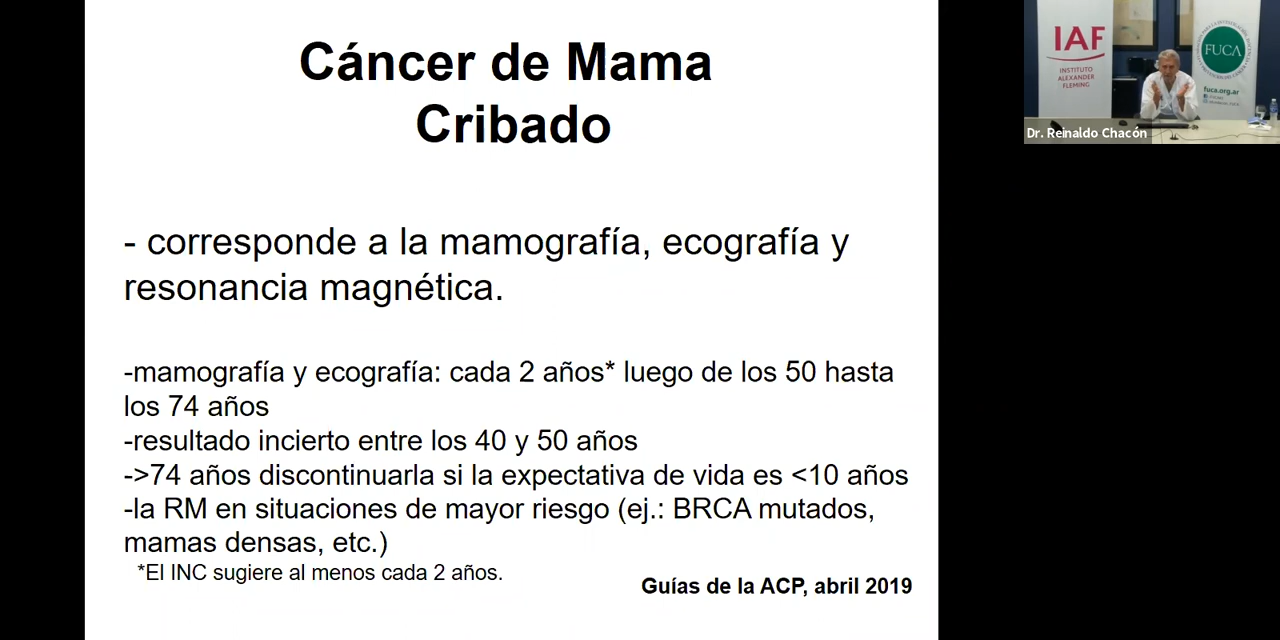 Cáncer de Mama
Cribado
- corresponde a la mamografía, ecografía y
resonancia magnética.
-mamografía y ecografía: cada 2 años* luego de los 50 hasta
los 74 años
-resultado incierto entre los 40 y 50 años
->74 años discontinuarla si la expectativa de vida es <10 años
-la RM en situaciones de mayor riesgo (ej.: BRCA mutados,
mamas densas, etc.)
*El INC sugiere al menos cada 2 años.
Guías de la ACP, abril 2019
IAF
INSTITUTO
ALEXANDER
FLEMING
FUCA
fuca.org.ar
Dr. Reinaldo Chacón